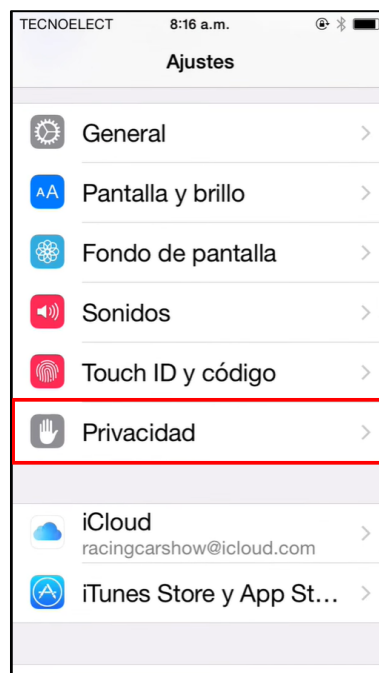 TECNOELECT 8:16 a.m.
Ajustes
General
AA Pantalla y brillo
Fondo de pantalla
Sonidos
Touch ID y código
Privacidad
iCloud
racingcarshow@icloud.com
iTunes Store y App St...